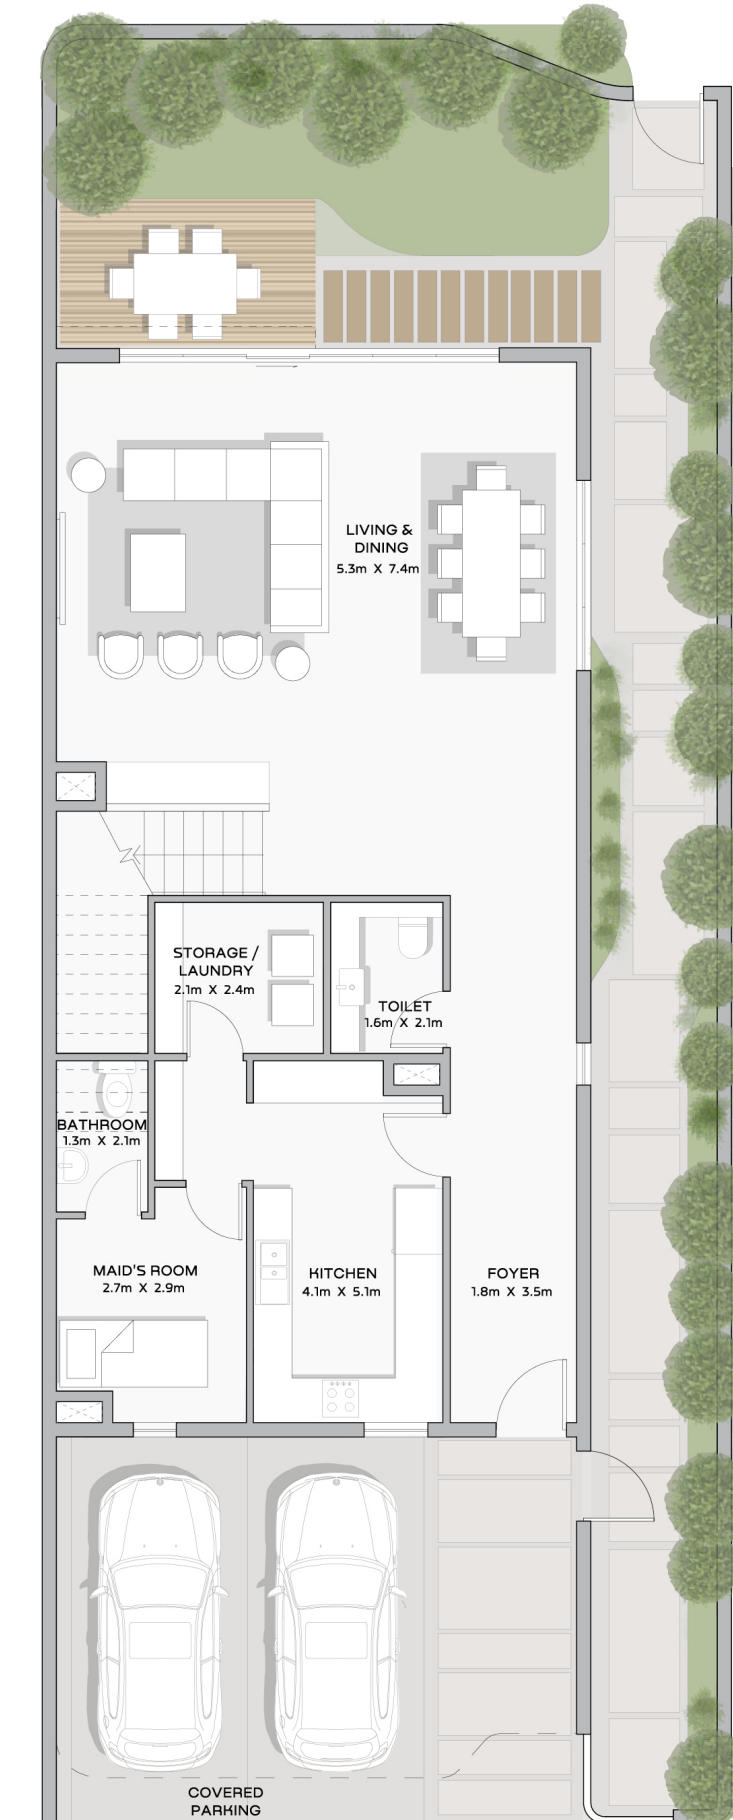 LIVING &
DINING
5.3m X 7.4m
STORAGE /
LAUNDRY
2.1m X 2.4m
TOILET
1.6m X 2.1m
BATHROOM
1.3m X 2.1m
MAID'S ROOM
2.7m X 2.9m
KITCHEN
4.1m X 5.1m
FOYER
1.8m X 3.5m
COVERED
PARKING